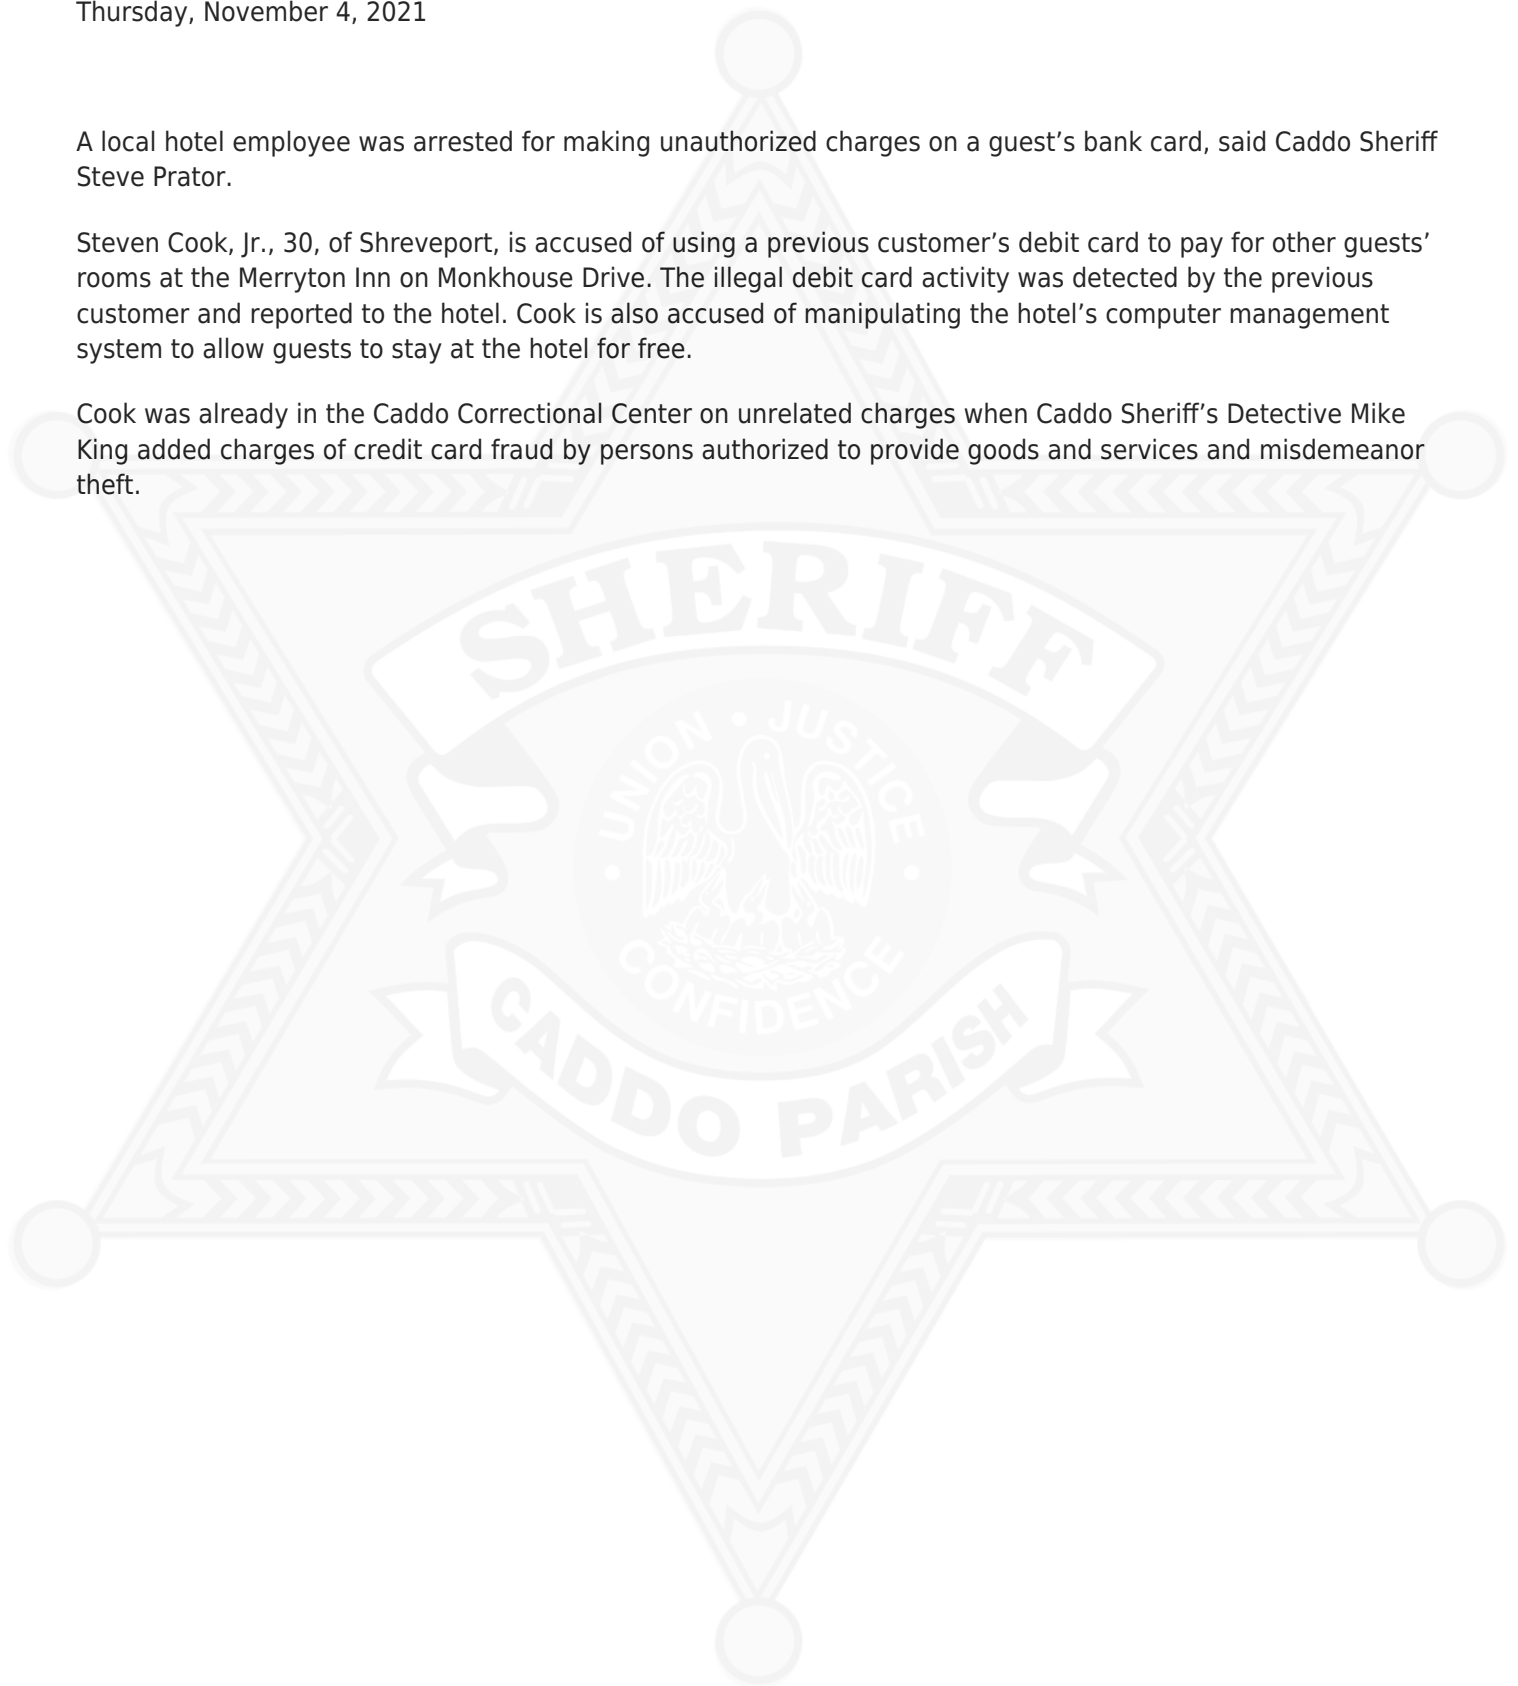 Thursday, November 4, 2021
A local hotel employee was arrested for making unauthorized charges on a guest’s bank card, said Caddo Sheriff
Steve Prator.
Steven Cook, Jr., 30, of Shreveport, is accused of using a previous customer’s debit card to pay for other guests’
rooms at the Merryton Inn on Monkhouse Drive. The illegal debit card activity was detected by the previous
customer and reported to the hotel. Cook is also accused of manipulating the hotel’s computer management
system to allow guests to stay at the hotel for free.
Cook was already in the Caddo Correctional Center on unrelated charges when Caddo Sheriff’s Detective Mike
King added charges of credit card fraud by persons authorized to provide goods and services and misdemeanor
theft.
SHERIFF
UNION • JUSTICE
• CONFIDENCE •
CADDO PARISH